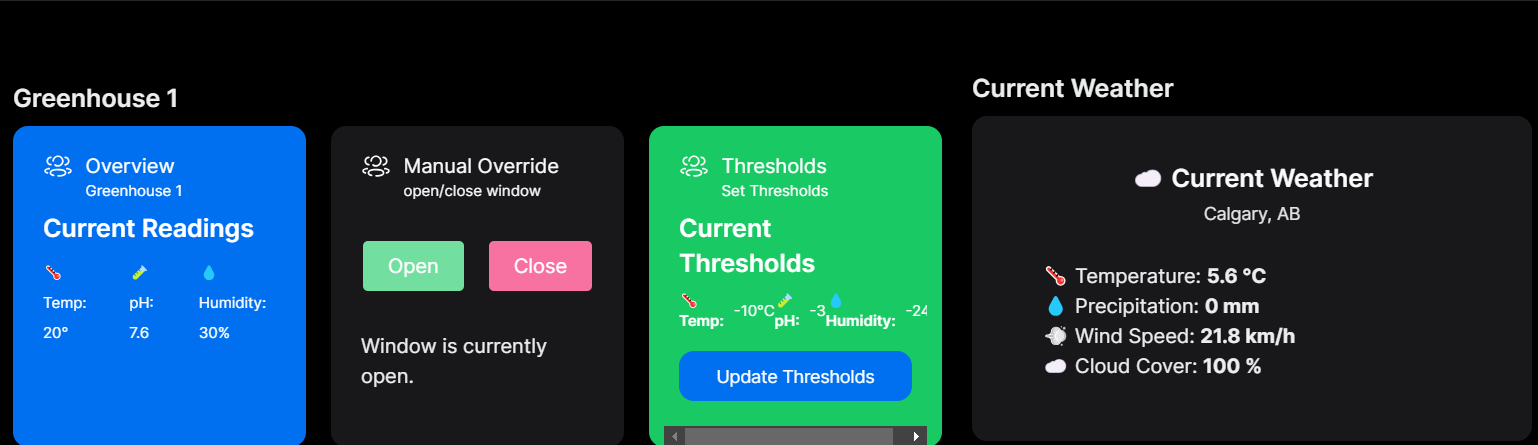 Greenhouse 1
Overview
Greenhouse 1
Current Readings
Temp: pH: Humidity:
20° 7.6 30%
Manual Override
open/close window
Open Close
Window is currently
open.
Thresholds
Set Thresholds
Current
Thresholds
Temp: -10°C pH: -3 Humidity: -24
Update Thresholds
Current Weather
Current Weather
Calgary, AB
Temperature: 5.6 °C
Precipitation: 0 mm
Wind Speed: 21.8 km/h
Cloud Cover: 100 %